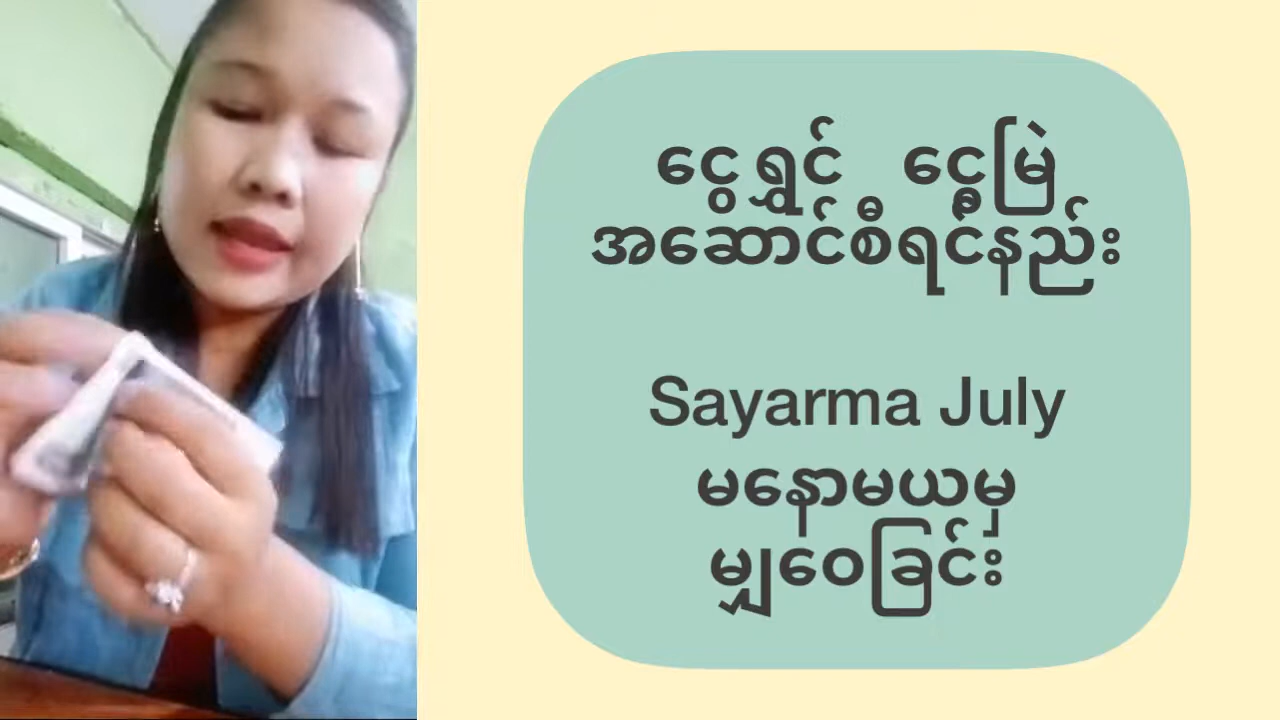 ငွေရွှင် ငွေမြဲ
အဆောင်စီရင်နည်း
Sayarma July
မနောမယမှ
မျှဝေခြင်း